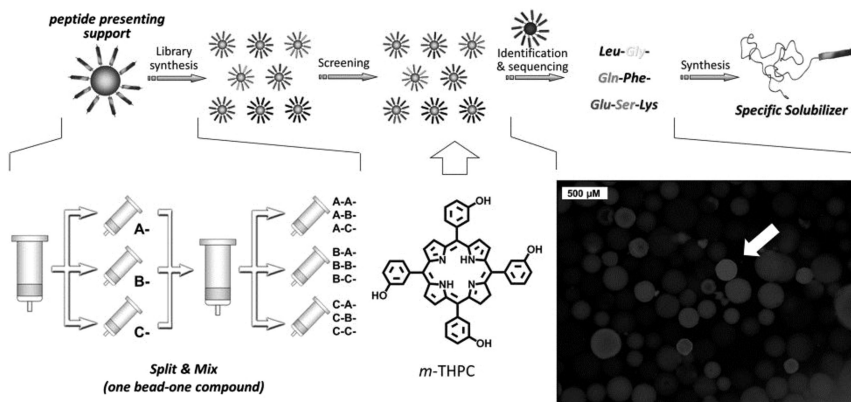 peptide presenting
support
Library
synthesis
Screening
Identification
& sequencing
Leu-Gly-
Gln-Phe-
Glu-Ser-Lys
Synthesis
Specific Solubilizer
A-
B-
C-
A-A-
A-B-
A-C-
B-A-
B-B-
B-C-
C-A-
C-B-
C-C-
Split & Mix
(one bead-one compound)
OH
OH
N
HN
NH
N
HO
OH
m-THPC
500 µM